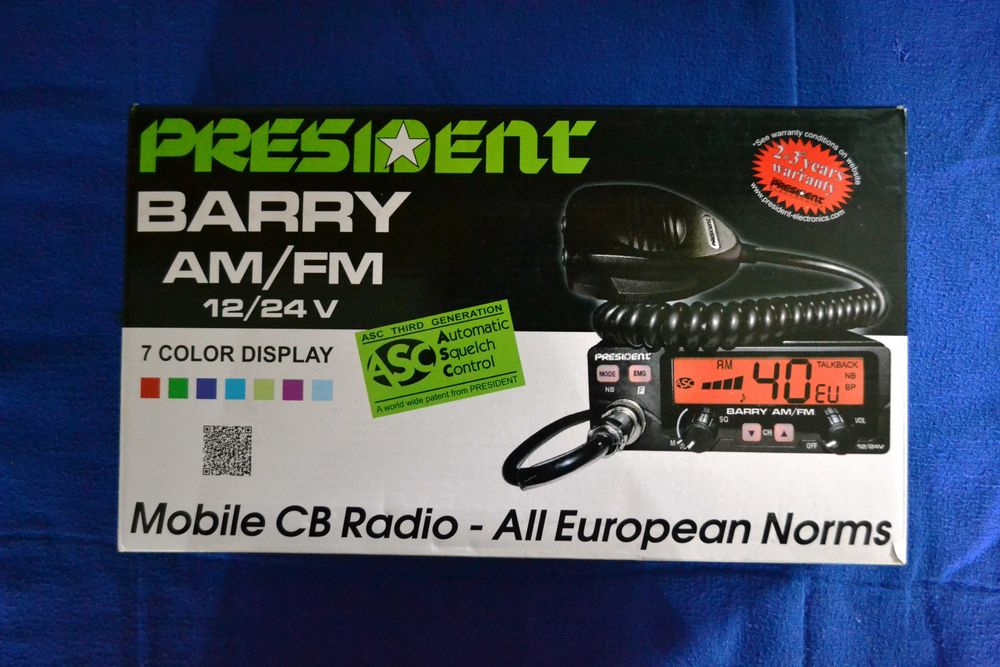 PRESIDENT
BARRY
AM/FM
12/24 V
*See warranty conditions on website
2-3*years
warranty
PRESIDENT
www.president-electronics.com
PRESIDENT
7 COLOR DISPLAY
ASC THIRD GENERATION
ASC
Automatic
Squelch
Control
A world wide patent from PRESIDENT
PRESIDENT
MODE
EMG
NB
F
ASC
AM
40
EU
TALKBACK
NB
BP
BARRY AM/FM
SQ
VOL
CH
OFF
12/24V
Mobile CB Radio - All European Norms